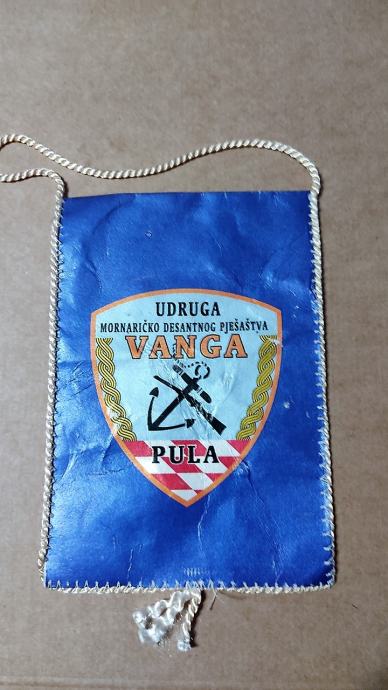 UDRUGA
MORNARIČKO DESANTNOG PJEŠAŠTVA
VANGA
PULA